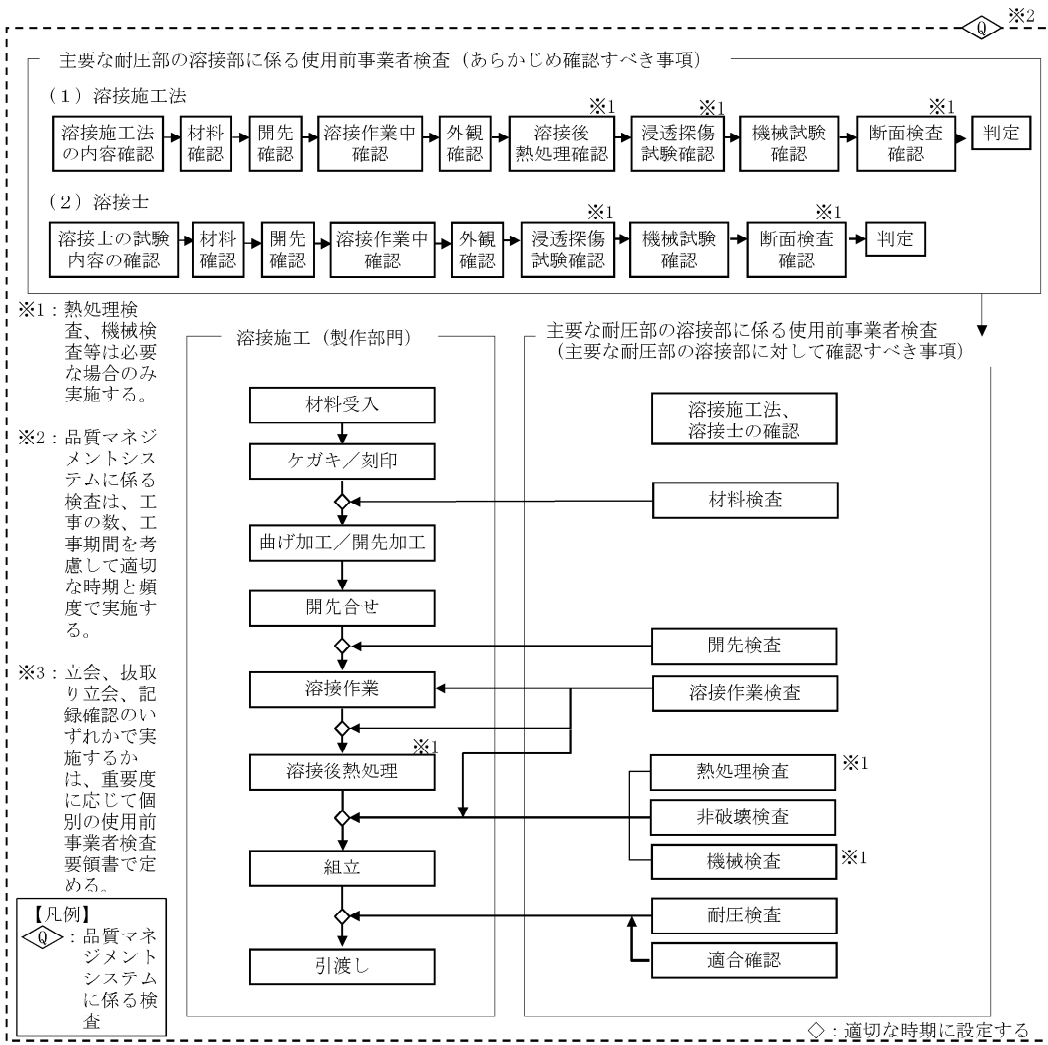 Q ※2
主要な耐圧部の溶接部に係る使用前事業者検査（あらかじめ確認すべき事項）
（1）溶接施工法
溶接施工法
の内容確認
材料
確認
開先
確認
溶接作業中
確認
外観
確認
※1
溶接後
熱処理確認
※1
浸透探傷
試験確認
機械試験
確認
※1
断面検査
確認
判定
（2）溶接士
溶接士の試験
内容の確認
材料
確認
開先
確認
溶接作業中
確認
外観
確認
※1
浸透探傷
試験確認
機械試験
確認
※1
断面検査
確認
判定
※1：熱処理検
査、機械検
査等は必要
な場合のみ
実施する。
※2：品質マネジ
メントシス
テムに係る
検査は、工
事の数、工
事期間を考
慮して適切
な時期と頻
度で実施す
る。
※3：立会、抜取
り立会、記
録確認のい
ずれかで実
施するか
は、重要度
に応じて個
別の使用前
事業者検査
要領書で定
める。
【凡例】
Q：品質マネ
ジメント
システム
に係る検
査
溶接施工（製作部門）
材料受入
ケガキ／刻印
曲げ加工／開先加工
開先合せ
溶接作業
※1
溶接後熱処理
組立
引渡し
主要な耐圧部の溶接部に係る使用前事業者検査
（主要な耐圧部の溶接部に対して確認すべき事項）
溶接施工法、
溶接士の確認
材料検査
開先検査
溶接作業検査
熱処理検査 ※1
非破壊検査
機械検査 ※1
耐圧検査
適合確認
◇：適切な時期に設定する